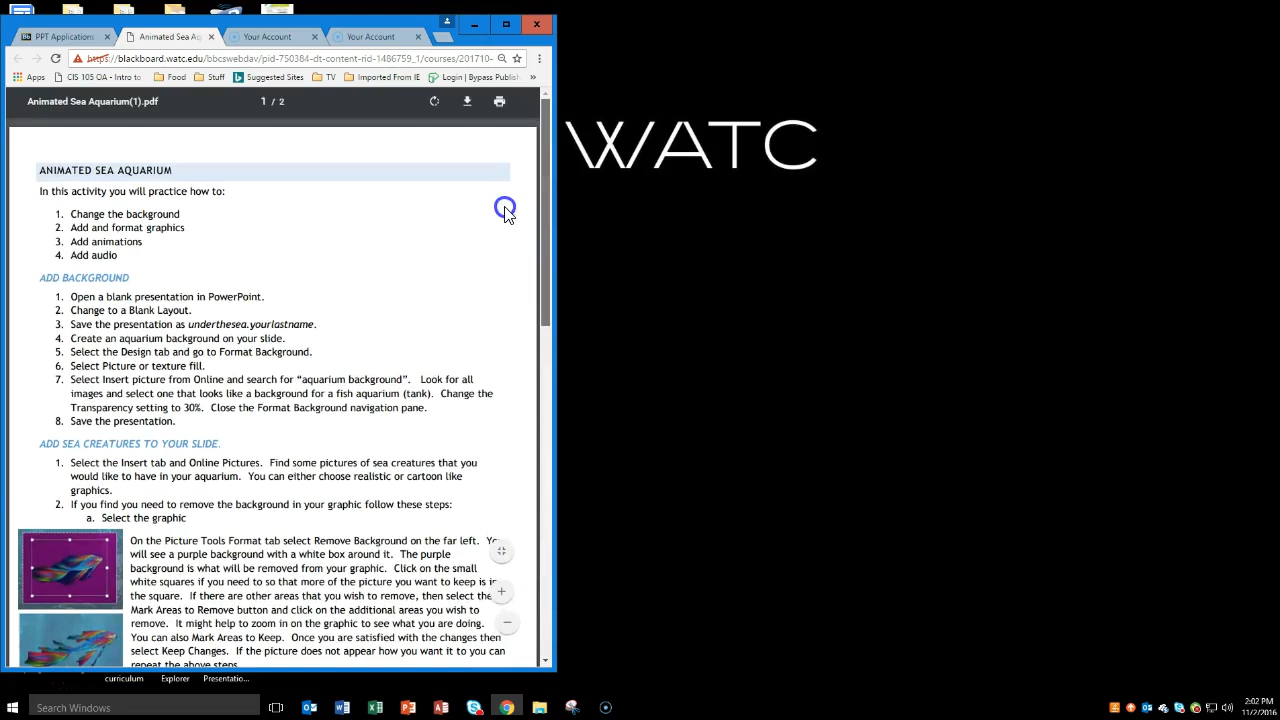 PPT Applications
Animated Sea Aq
Your Account
Your Account
https://blackboard.watc.edu/bbcswebdav/pid-750384-dt-content-rid-1486759_1/courses/201710-
Apps
CIS 105 OA - Intro to
Food
Stuff
Suggested Sites
TV
Imported From IE
Login | Bypass Publish
»
Animated Sea Aquarium(1).pdf
1 / 2
WATC
ANIMATED SEA AQUARIUM
In this activity you will practice how to:
1. Change the background
2. Add and format graphics
3. Add animations
4. Add audio
ADD BACKGROUND
1. Open a blank presentation in PowerPoint.
2. Change to a Blank Layout.
3. Save the presentation as underthesea.yourlastname.
4. Create an aquarium background on your slide.
5. Select the Design tab and go to Format Background.
6. Select Picture or texture fill.
7. Select Insert picture from Online and search for “aquarium background”. Look for all
images and select one that looks like a background for a fish aquarium (tank). Change the
Transparency setting to 30%. Close the Format Background navigation pane.
8. Save the presentation.
ADD SEA CREATURES TO YOUR SLIDE.
1. Select the Insert tab and Online Pictures. Find some pictures of sea creatures that you
would like to have in your aquarium. You can either choose realistic or cartoon like
graphics.
2. If you find you need to remove the background in your graphic follow these steps:
a. Select the graphic
On the Picture Tools Format tab select Remove Background on the far left. Yo
will see a purple background with a white box around it. The purple
background is what will be removed from your graphic. Click on the small
white squares if you need to so that more of the picture you want to keep is in
the square. If there are other areas that you wish to remove, then select the
Mark Areas to Remove button and click on the additional areas you wish to
remove. It might help to zoom in on the graphic to see what you are doing.
You can also Mark Areas to Keep. Once you are satisfied with the changes then
select Keep Changes. If the picture does not appear how you want it to you can
repeat the above steps.
curriculum
Explorer
Presentatio...
Search Windows
2:02 PM
11/2/2016